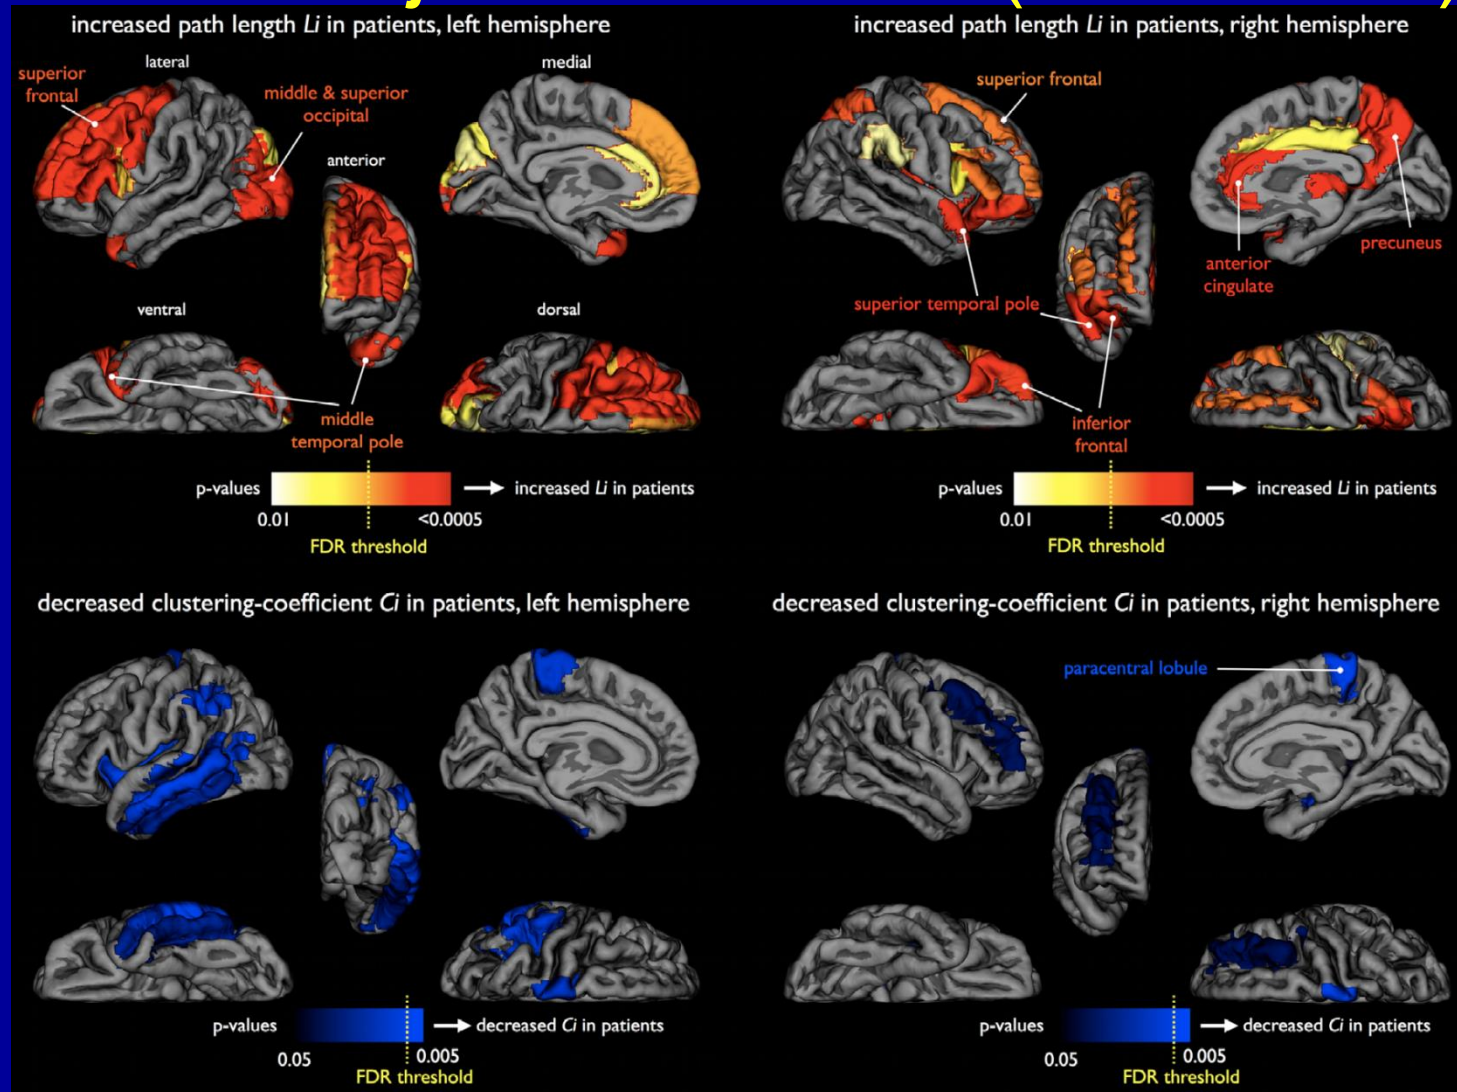 increased path length Li in patients, left hemisphere
lateral
medial
superior
frontal
middle & superior
occipital
anterior
ventral
dorsal
middle
temporal pole
p-values
increased Li in patients
0.01
<0.0005
FDR threshold
increased path length Li in patients, right hemisphere
superior frontal
precuneus
anterior
cingulate
superior temporal pole
inferior
frontal
p-values
increased Li in patients
0.01
<0.0005
FDR threshold
decreased clustering-coefficient Ci in patients, left hemisphere
p-values
decreased Ci in patients
0.05
0.005
FDR threshold
decreased clustering-coefficient Ci in patients, right hemisphere
paracentral lobule
p-values
decreased Ci in patients
0.05
0.005
FDR threshold